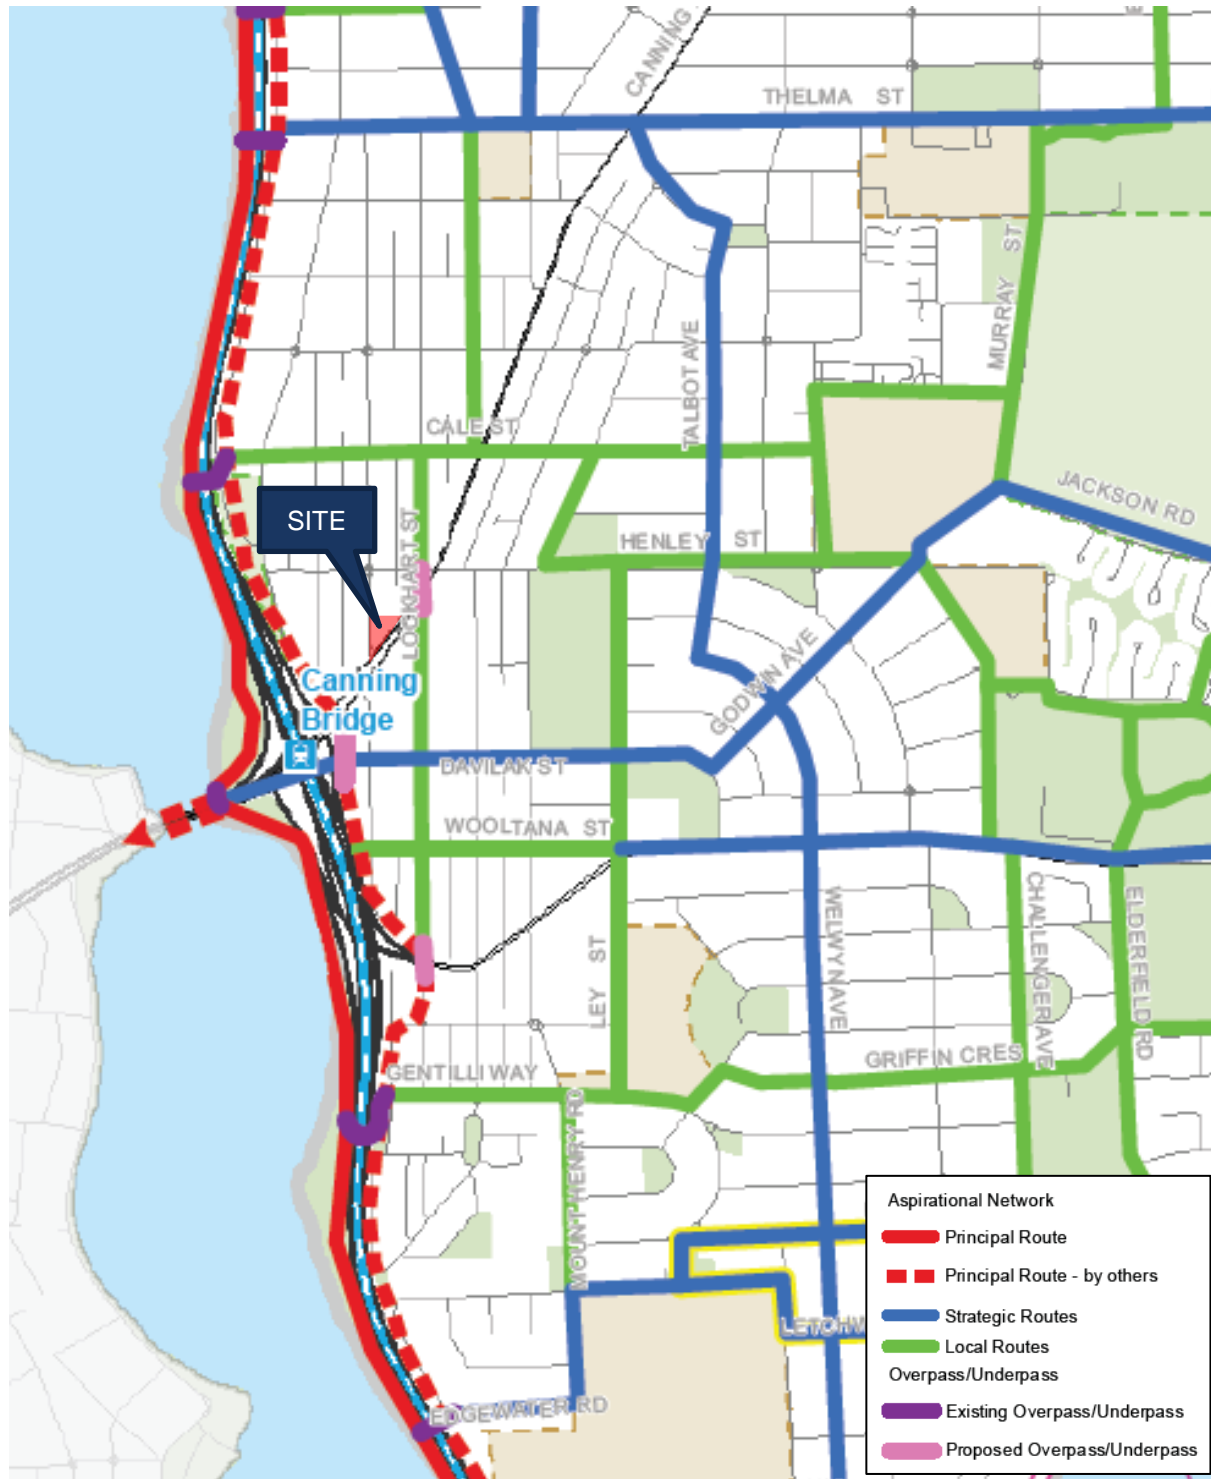 CANNING
THELMA ST
MURRAY ST
TALBOT AVE
CALE ST
JACKSON RD
SITE
LOCKHART ST
HENLEY ST
GODWIN AVE
Canning
Bridge
DAVILAK ST
WOOLTANA ST
LEY ST
WELWYN AVE
CHALLENGER AVE
ELDERFIELD RD
GRIFFIN CRES
GENTILLI WAY
MOUNT HENRY RD
LETCHW
EDGEWATER RD
Aspirational Network
Principal Route
Principal Route - by others
Strategic Routes
Local Routes
Overpass/Underpass
Existing Overpass/Underpass
Proposed Overpass/Underpass